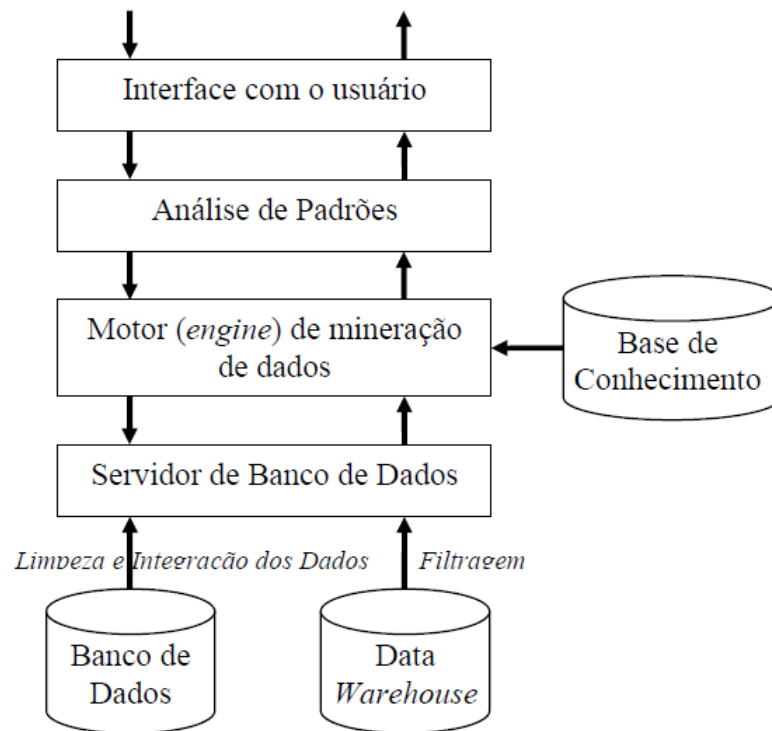 Interface com o usuário
Análise de Padrões
Motor (engine) de mineração
de dados
Base de
Conhecimento
Servidor de Banco de Dados
Limpeza e Integração dos Dados
Filtragem
Banco de
Dados
Data
Warehouse